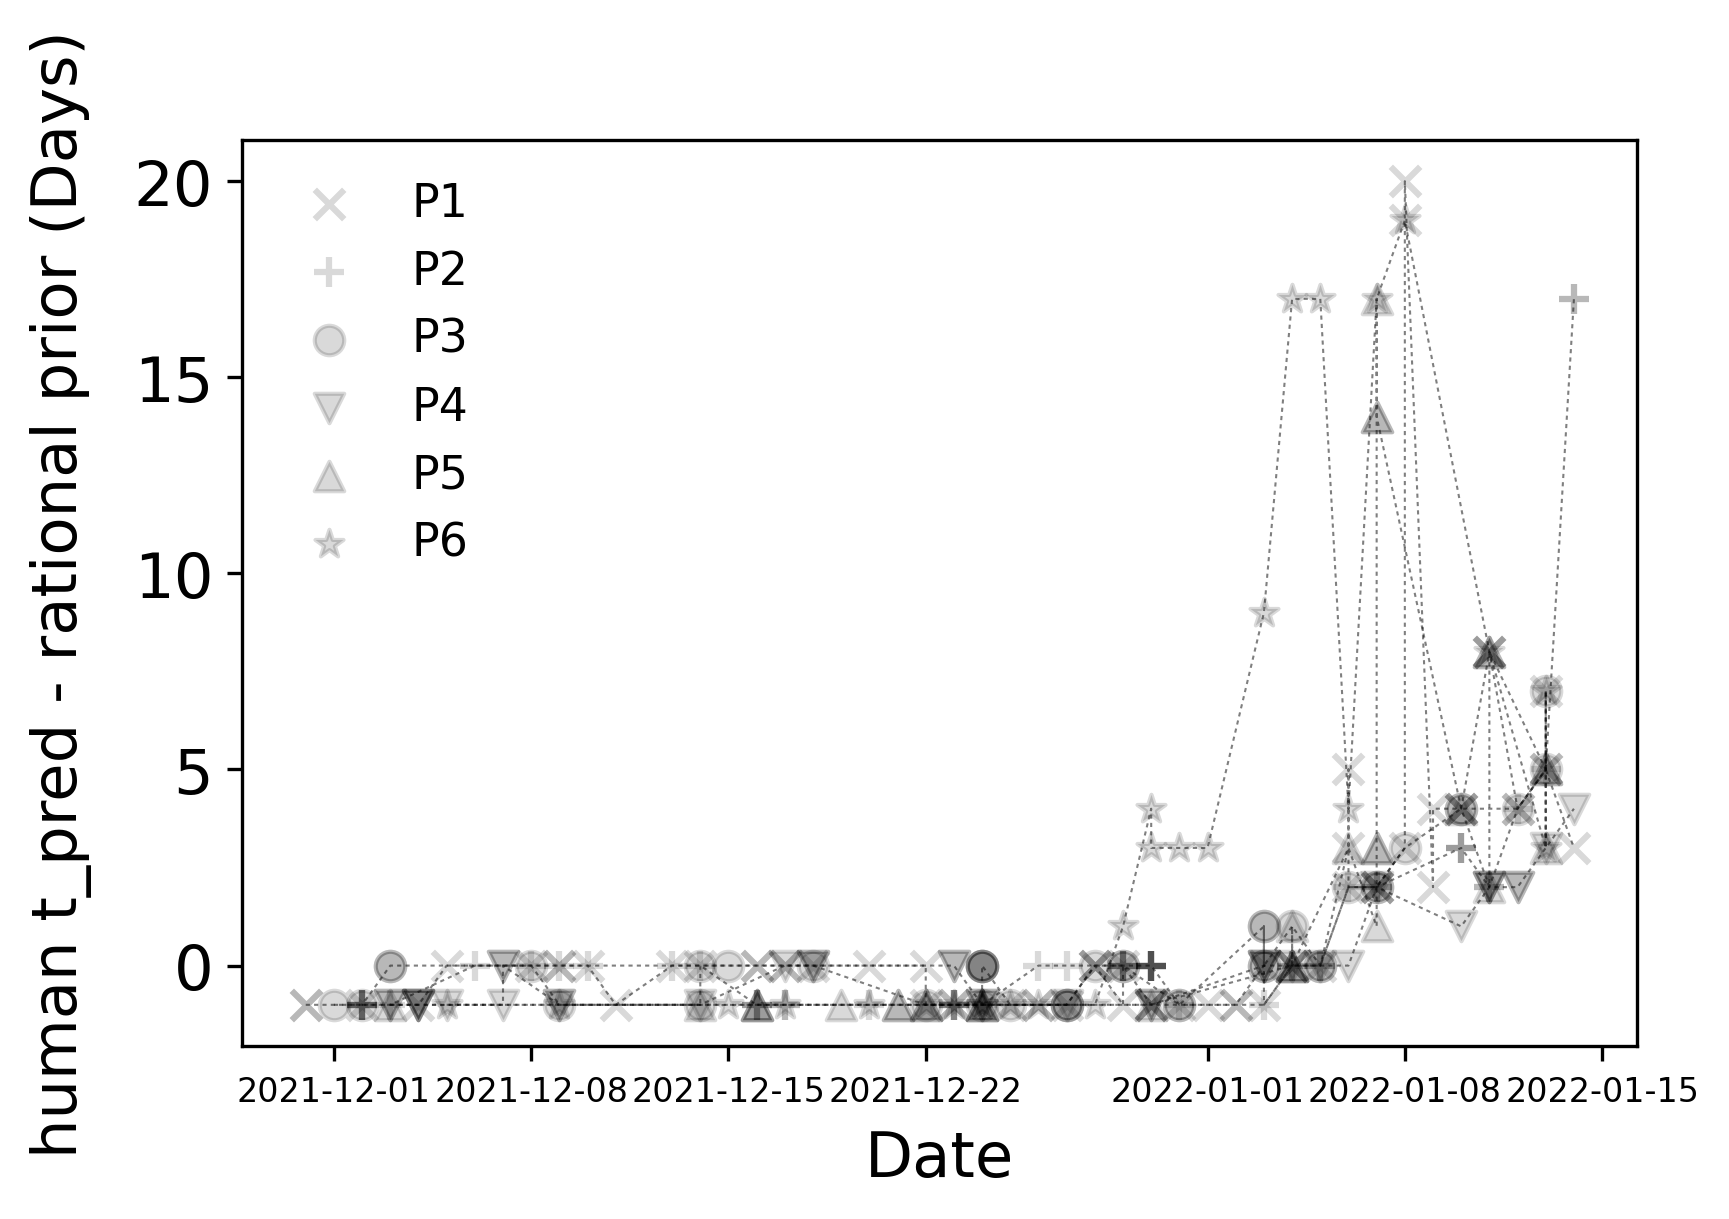 human t_pred - rational prior (Days)
20
15
10
5
0
P1
P2
P3
P4
P5
P6
2021-12-01 2021-12-08 2021-12-15 2021-12-22 2022-01-01 2022-01-08 2022-01-15
Date